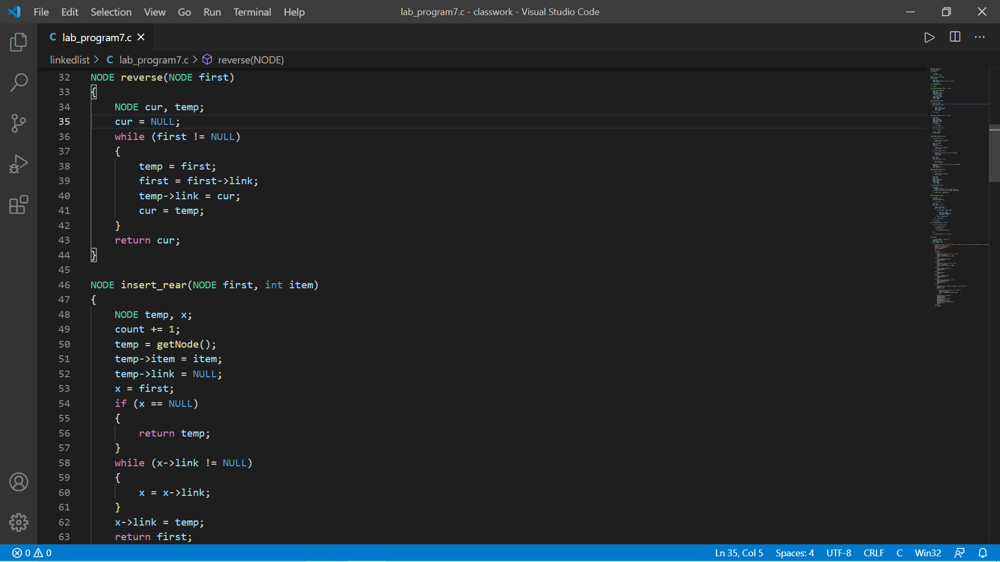 File Edit Selection View Go Run Terminal Help lab_program7.c - classwork - Visual Studio Code
C lab_program7.c
linkedlist > C lab_program7.c > reverse(NODE)
32 NODE reverse(NODE first)
33 {
34     NODE cur, temp;
35     cur = NULL;
36     while (first != NULL)
37     {
38         temp = first;
39         first = first->link;
40         temp->link = cur;
41         cur = temp;
42     }
43     return cur;
44 }
45
46 NODE insert_rear(NODE first, int item)
47 {
48     NODE temp, x;
49     count += 1;
50     temp = getNode();
51     temp->item = item;
52     temp->link = NULL;
53     x = first;
54     if (x == NULL)
55     {
56         return temp;
57     }
58     while (x->link != NULL)
59     {
60         x = x->link;
61     }
62     x->link = temp;
63     return first;
0 0 Ln 35, Col 5 Spaces: 4 UTF-8 CRLF C Win32